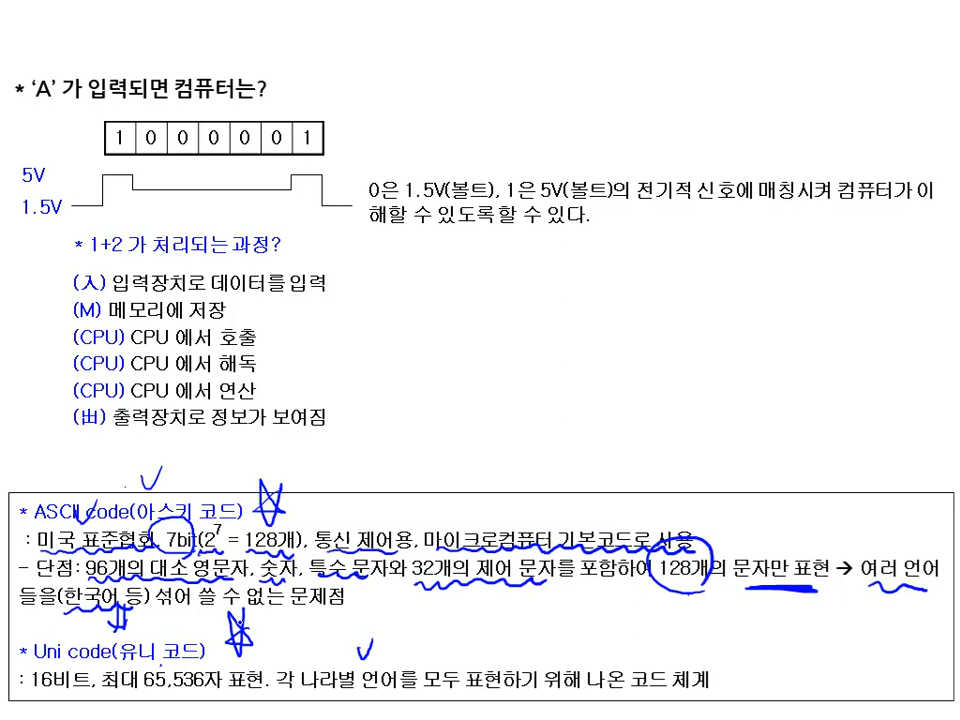 * ‘A’ 가 입력되면 컴퓨터는?
1 0 0 0 0 0 1
5V
1.5V
0은 1.5V(볼트), 1은 5V(볼트)의 전기적 신호에 매칭시켜 컴퓨터가 이
해할 수 있도록할 수 있다.
* 1+2 가 처리되는 과정?
(入) 입력장치로 데이터를 입력
(M) 메모리에 저장
(CPU) CPU 에서 호출
(CPU) CPU 에서 해독
(CPU) CPU 에서 연산
(出) 출력장치로 정보가 보여짐
* ASCII code(아스키 코드)
: 미국 표준협회, 7bit(2⁷ = 128개), 통신 제어용, 마이크로컴퓨터 기본코드로 사용
- 단점: 96개의 대소 영문자, 숫자, 특수 문자와 32개의 제어 문자를 포함하여 128개의 문자만 표현 → 여러 언어
들을(한국어 등) 섞어 쓸 수 없는 문제점
* Uni code(유니 코드)
: 16비트, 최대 65,536자 표현. 각 나라별 언어를 모두 표현하기 위해 나온 코드 체계